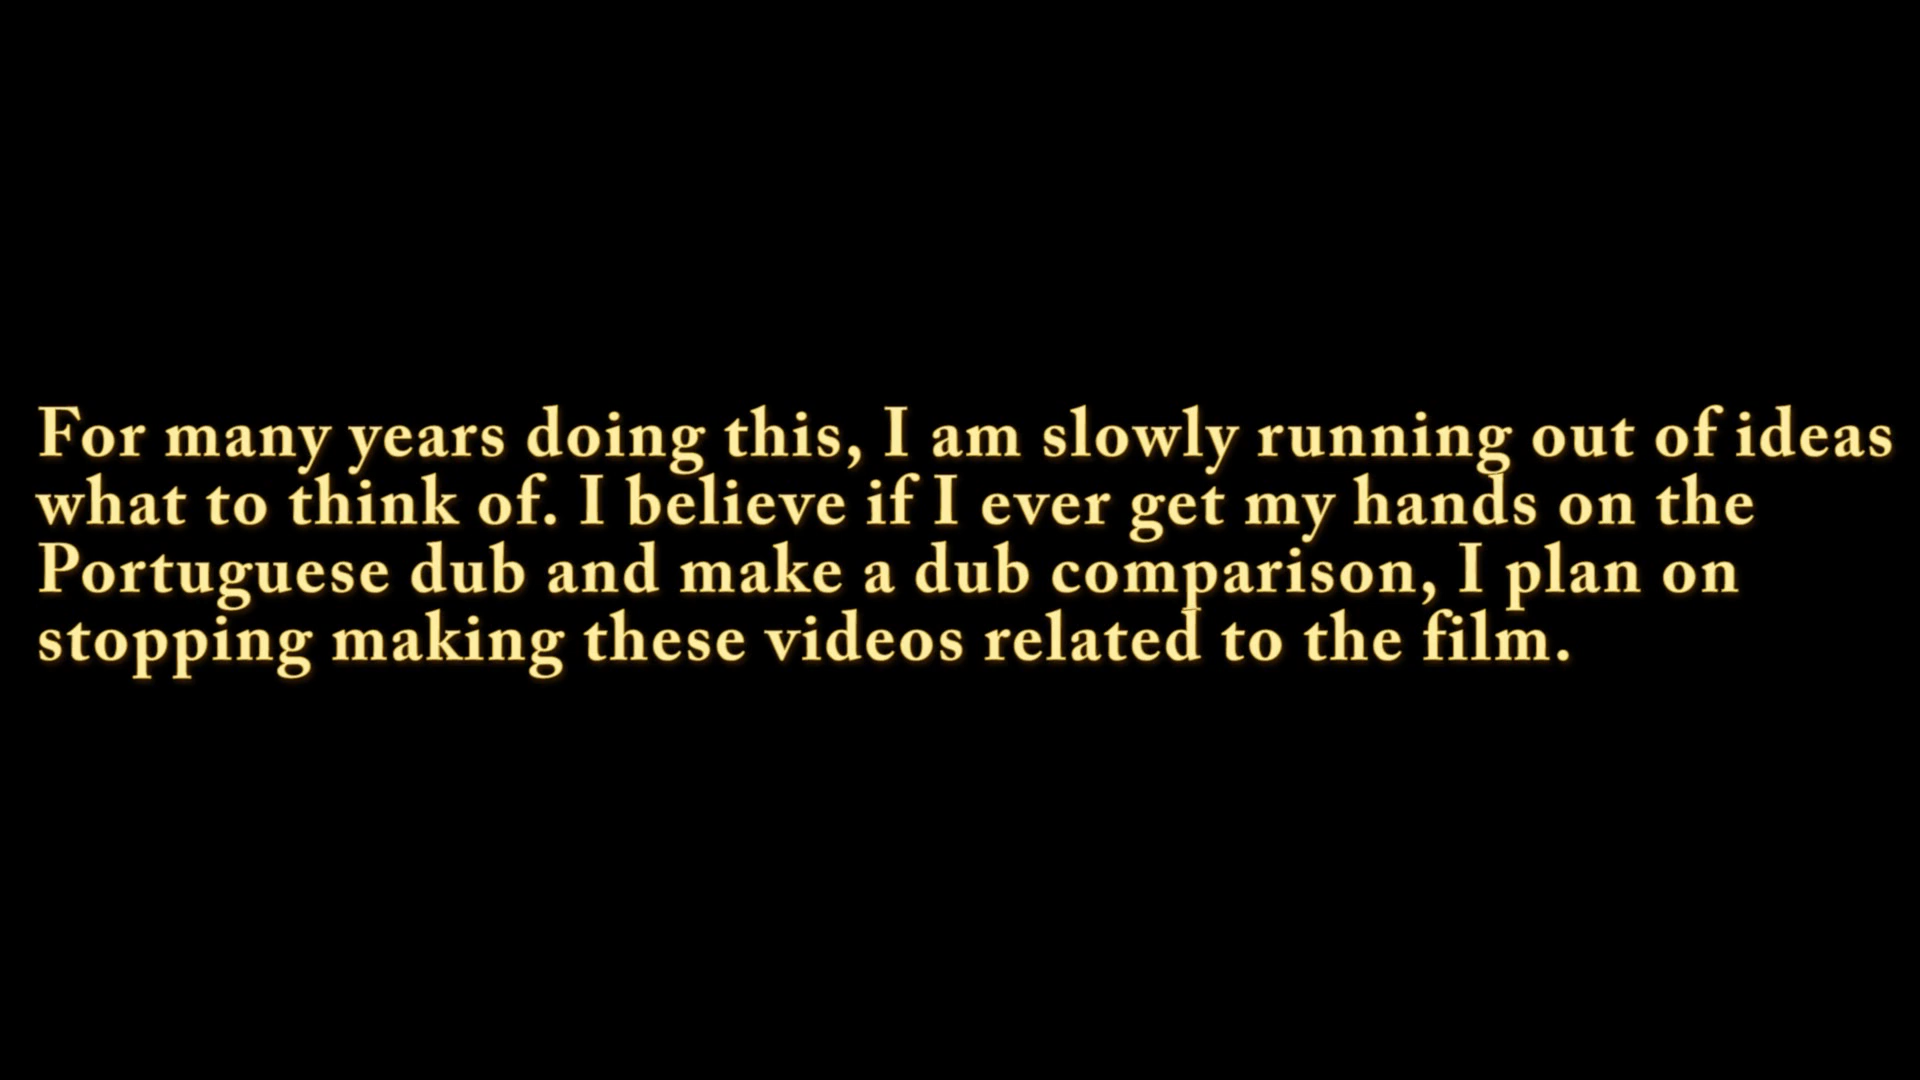 For many years doing this, I am slowly running out of ideas
what to think of. I believe if I ever get my hands on the
Portuguese dub and make a dub comparison, I plan on
stopping making these videos related to the film.